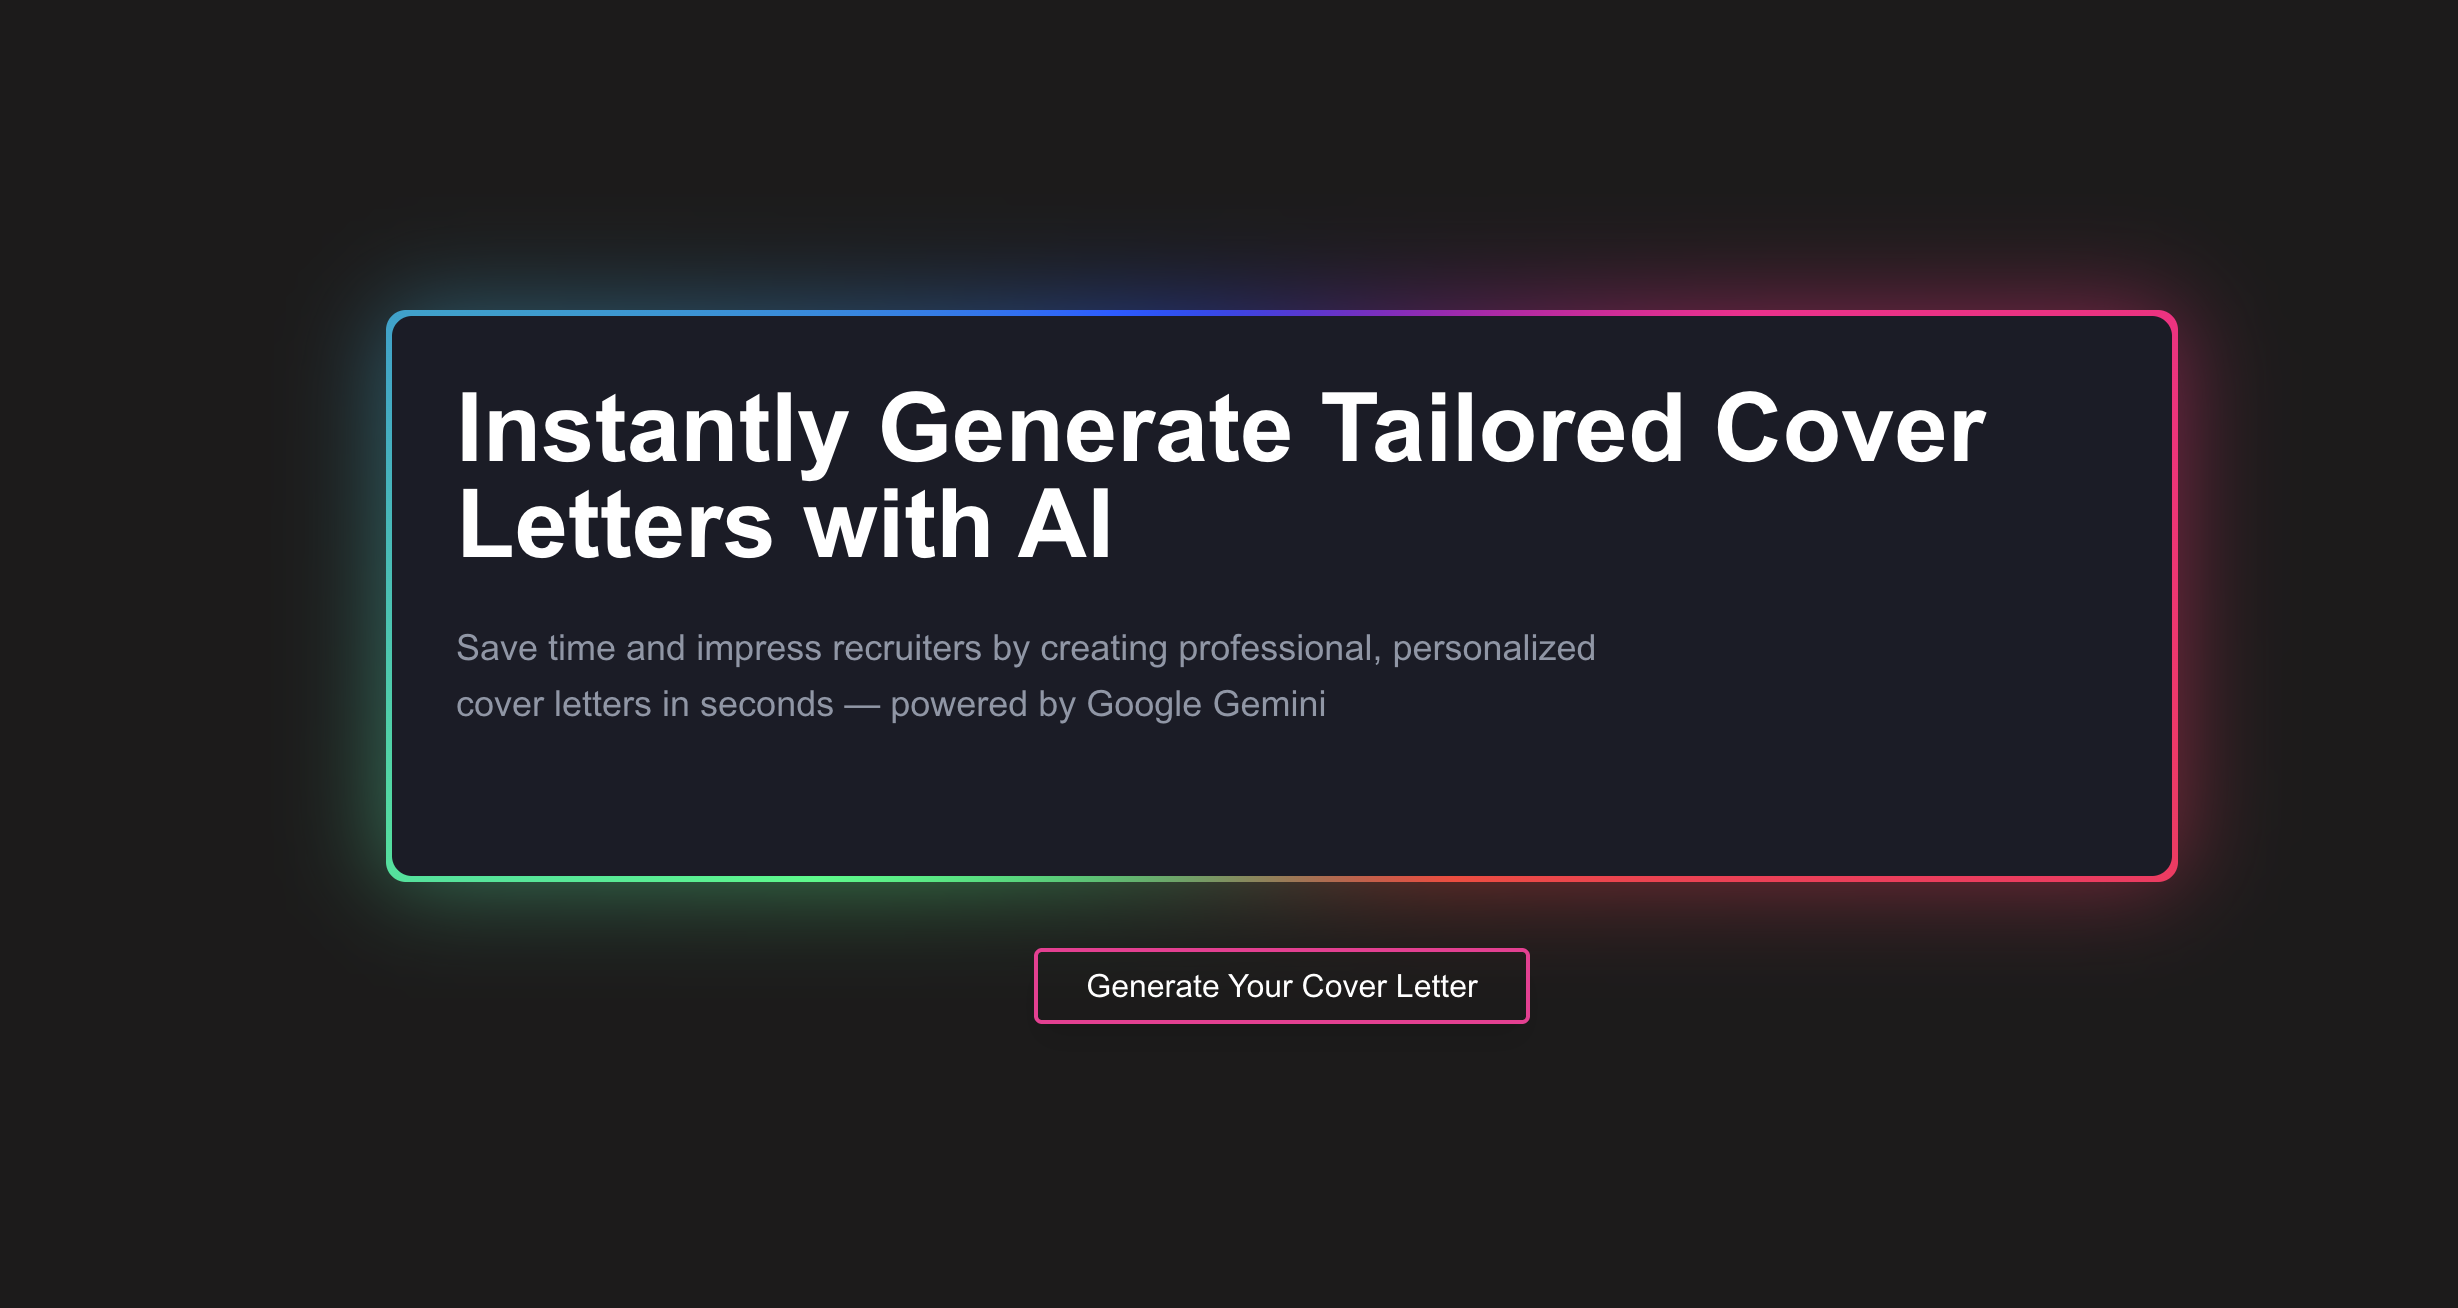 Instantly Generate Tailored Cover
Letters with AI
Save time and impress recruiters by creating professional, personalized
cover letters in seconds — powered by Google Gemini
Generate Your Cover Letter